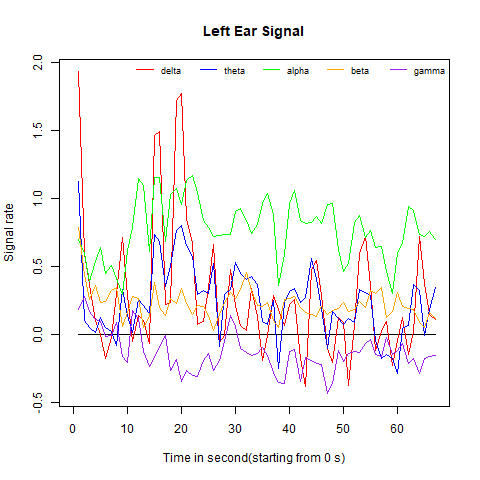 Left Ear Signal
delta theta alpha beta gamma
2.0
1.5
1.0
0.5
0.0
-0.5
Signal rate
0 10 20 30 40 50 60
Time in second(starting from 0 s)